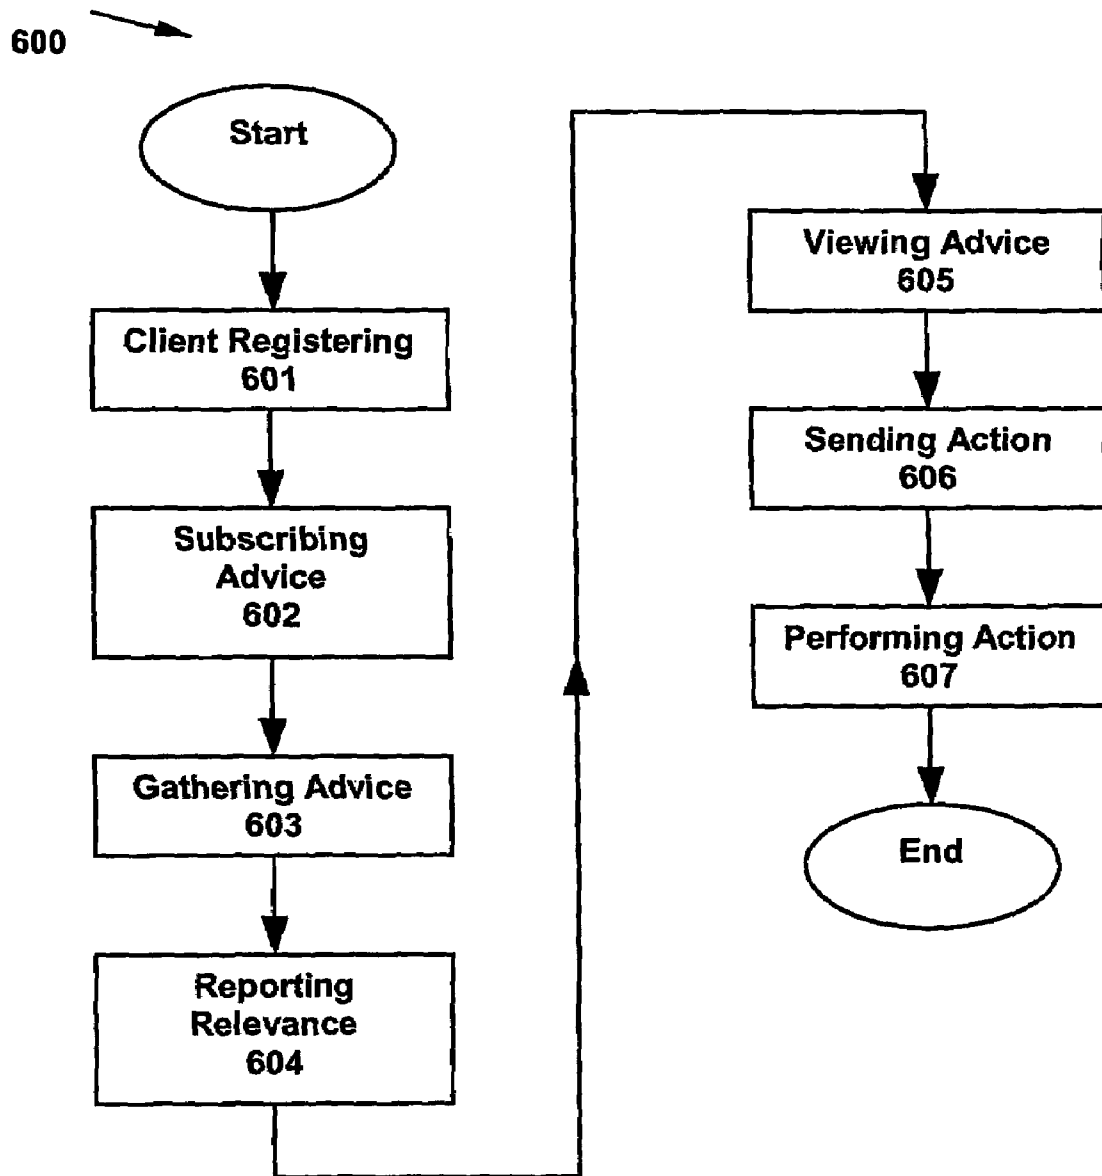 600
Start
Client Registering
601
Subscribing
Advice
602
Gathering Advice
603
Reporting
Relevance
604
Viewing Advice
605
Sending Action
606
Performing Action
607
End